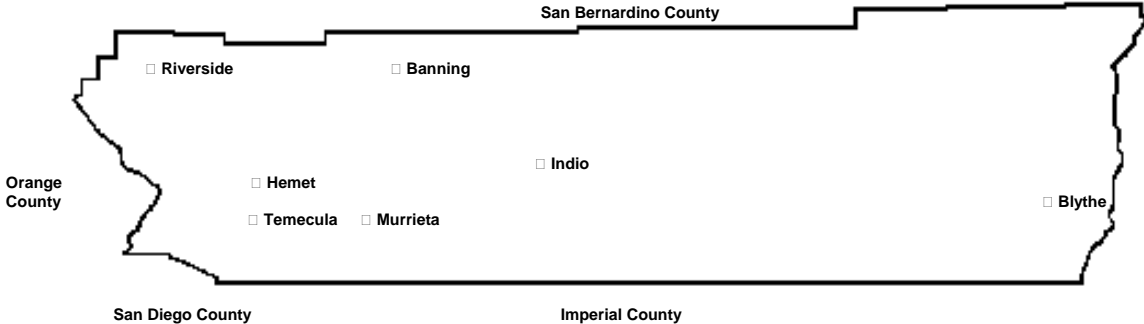 San Bernardino County
□ Riverside
□ Banning
□ Indio
Orange
County
□ Hemet
□ Blythe
□ Temecula
□ Murrieta
San Diego County
Imperial County